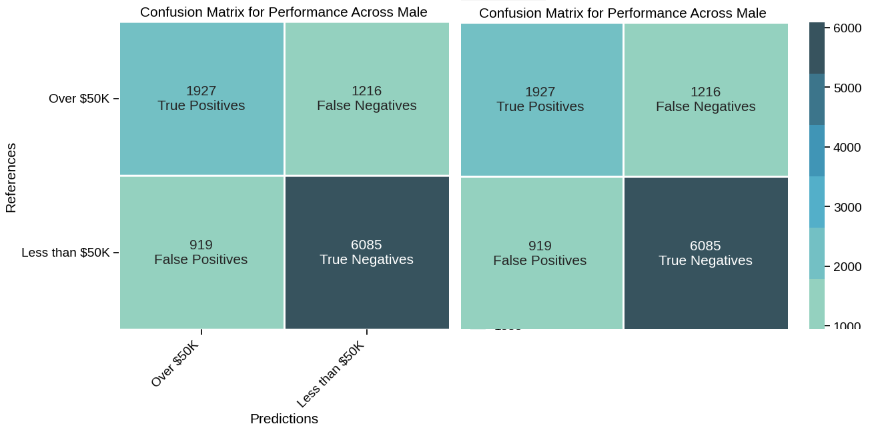 Confusion Matrix for Performance Across Male
Confusion Matrix for Performance Across Male
References
Over $50K
Less than $50K
1927
True Positives
1216
False Negatives
919
False Positives
6085
True Negatives
1927
True Positives
1216
False Negatives
919
False Positives
6085
True Negatives
6000
5000
4000
3000
2000
1000
Over $50K
Less than $50K
Predictions